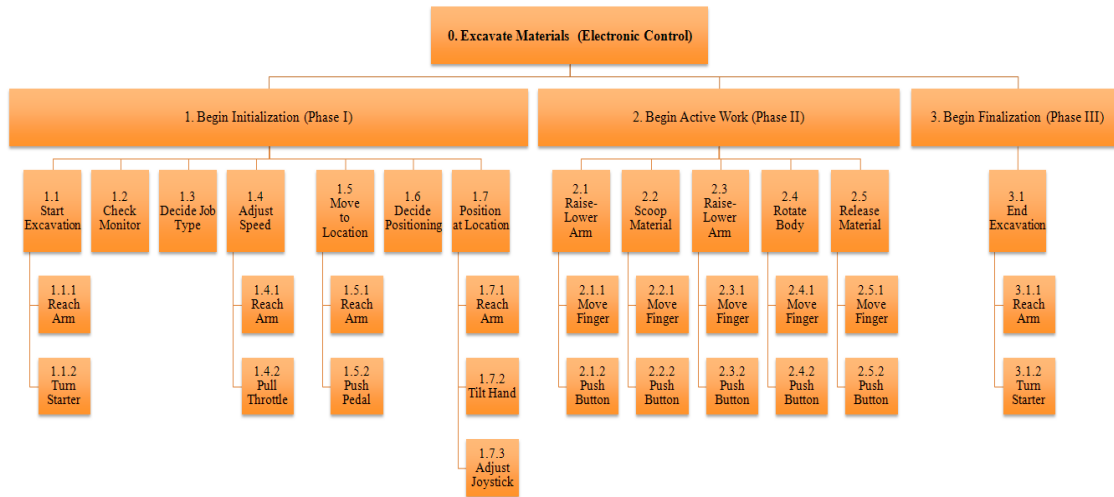 0. Excavate Materials (Electronic Control)
1. Begin Initialization (Phase I)
2. Begin Active Work (Phase II)
3. Begin Finalization (Phase III)
1.1
Start
Excavation
1.2
Check
Monitor
1.3
Decide Job
Type
1.4
Adjust
Speed
1.5
Move
to
Location
1.6
Decide
Positioning
1.7
Position
at Location
2.1
Raise-
Lower
Arm
2.2
Scoop
Material
2.3
Raise-
Lower
Arm
2.4
Rotate
Body
2.5
Release
Material
3.1
End
Excavation
1.1.1
Reach
Arm
1.4.1
Reach
Arm
1.5.1
Reach
Arm
1.7.1
Reach
Arm
2.1.1
Move
Finger
2.2.1
Move
Finger
2.3.1
Move
Finger
2.4.1
Move
Finger
2.5.1
Move
Finger
3.1.1
Reach
Arm
1.1.2
Turn
Starter
1.4.2
Pull
Throttle
1.5.2
Push
Pedal
1.7.2
Tilt Hand
2.1.2
Push
Button
2.2.2
Push
Button
2.3.2
Push
Button
2.4.2
Push
Button
2.5.2
Push
Button
3.1.2
Turn
Starter
1.7.3
Adjust
Joystick